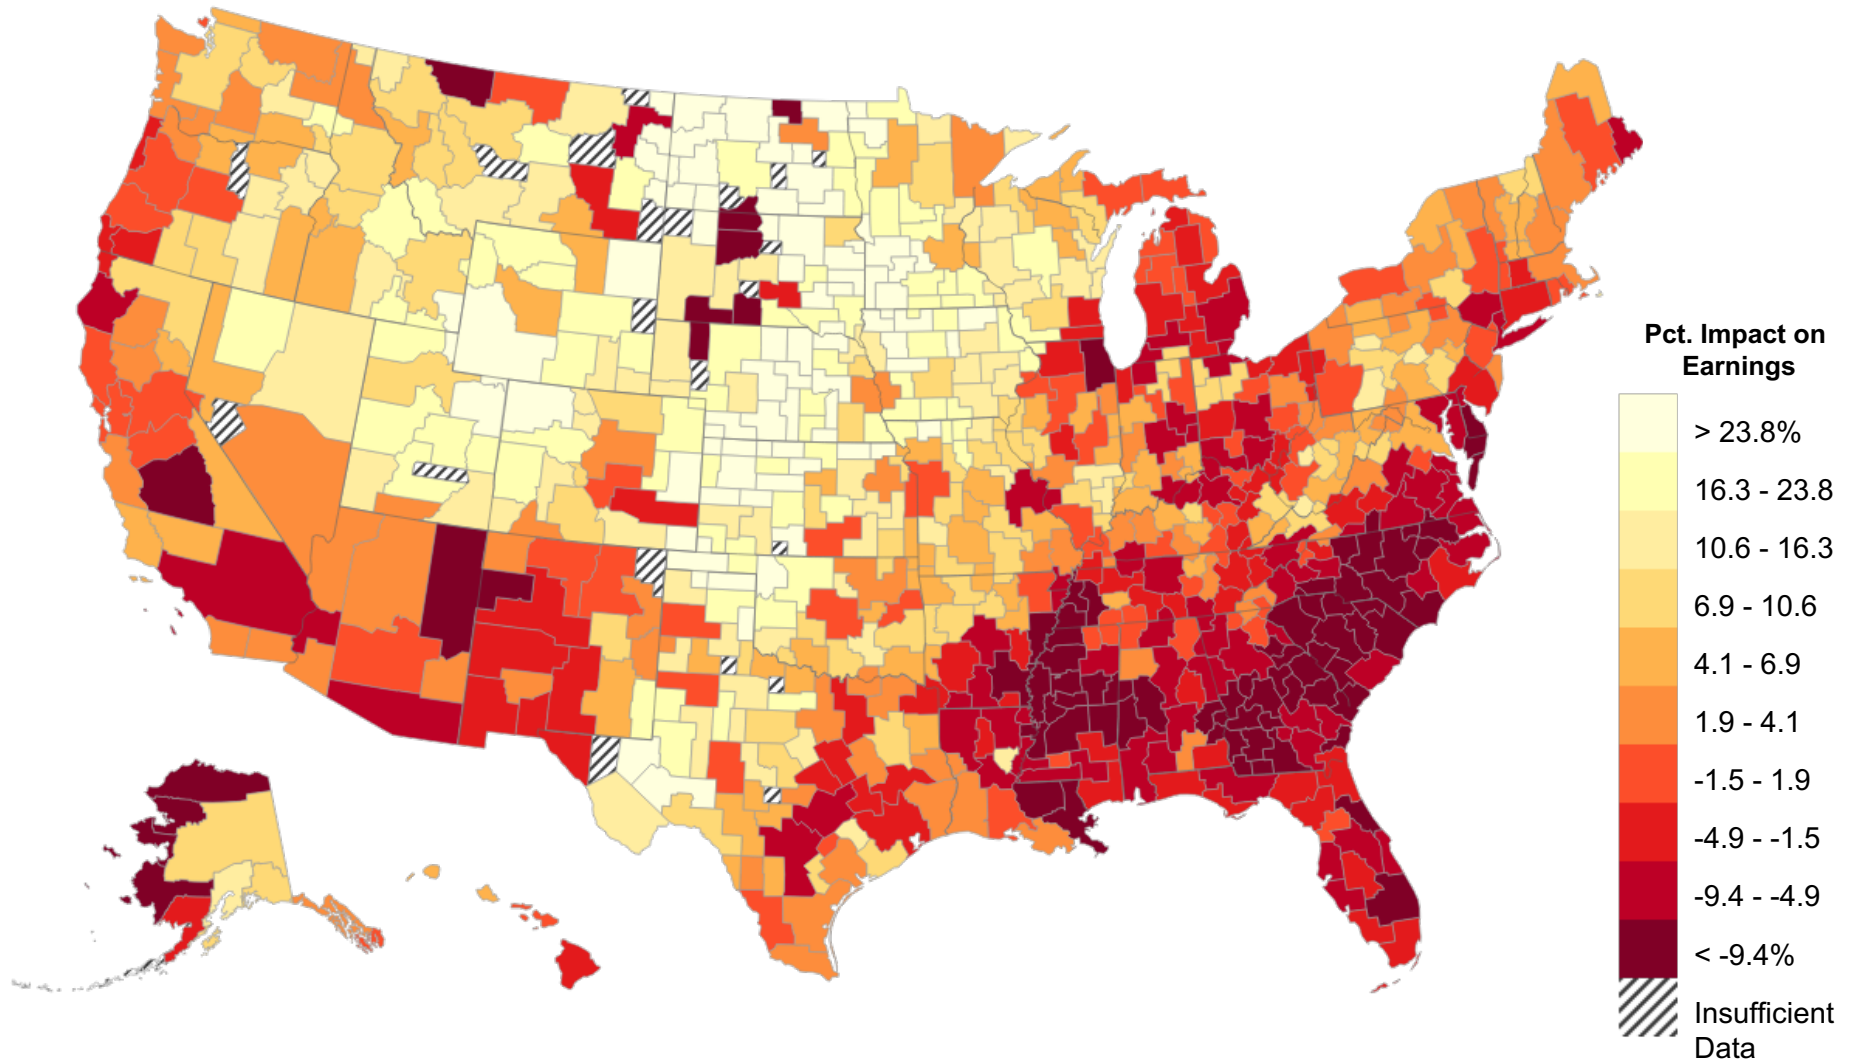 Pct. Impact on
Earnings
> 23.8%
16.3 - 23.8
10.6 - 16.3
6.9 - 10.6
4.1 - 6.9
1.9 - 4.1
-1.5 - 1.9
-4.9 - -1.5
-9.4 - -4.9
< -9.4%
Insufficient
Data